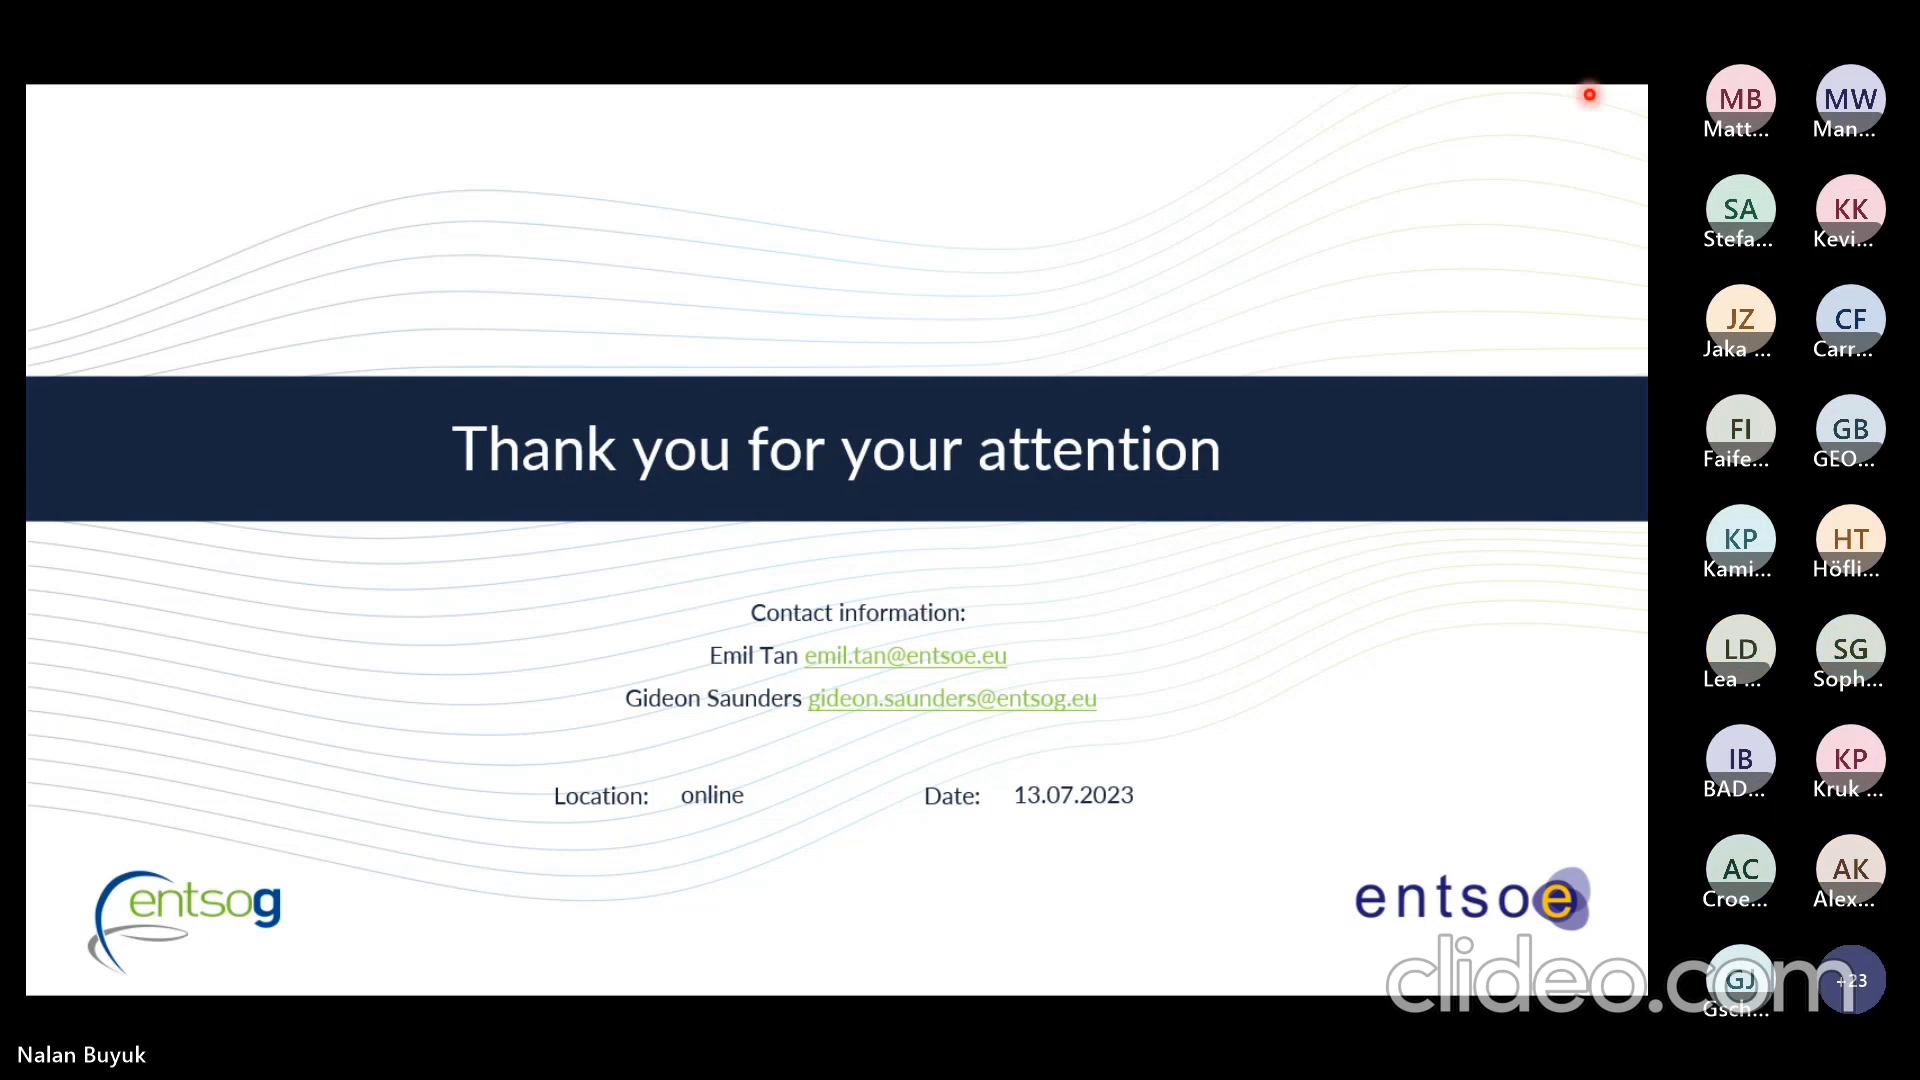 MB MW
Matt... Man...
SA KK
Stefa... Kevi...
JZ CF
Jaka ... Carr...
FI GB
Faife... GEO...
KP HT
Kami... Höfli...
LD SG
Lea ... Soph...
IB KP
BAD... Kruk ...
AC AK
Croe... Alex...
GJ +23
Gsch...
Thank you for your attention
Contact information:
Emil Tan emil.tan@entsoe.eu
Gideon Saunders gideon.saunders@entsog.eu
Location: online Date: 13.07.2023
entsog
entsoe
clideo.com
Nalan Buyuk